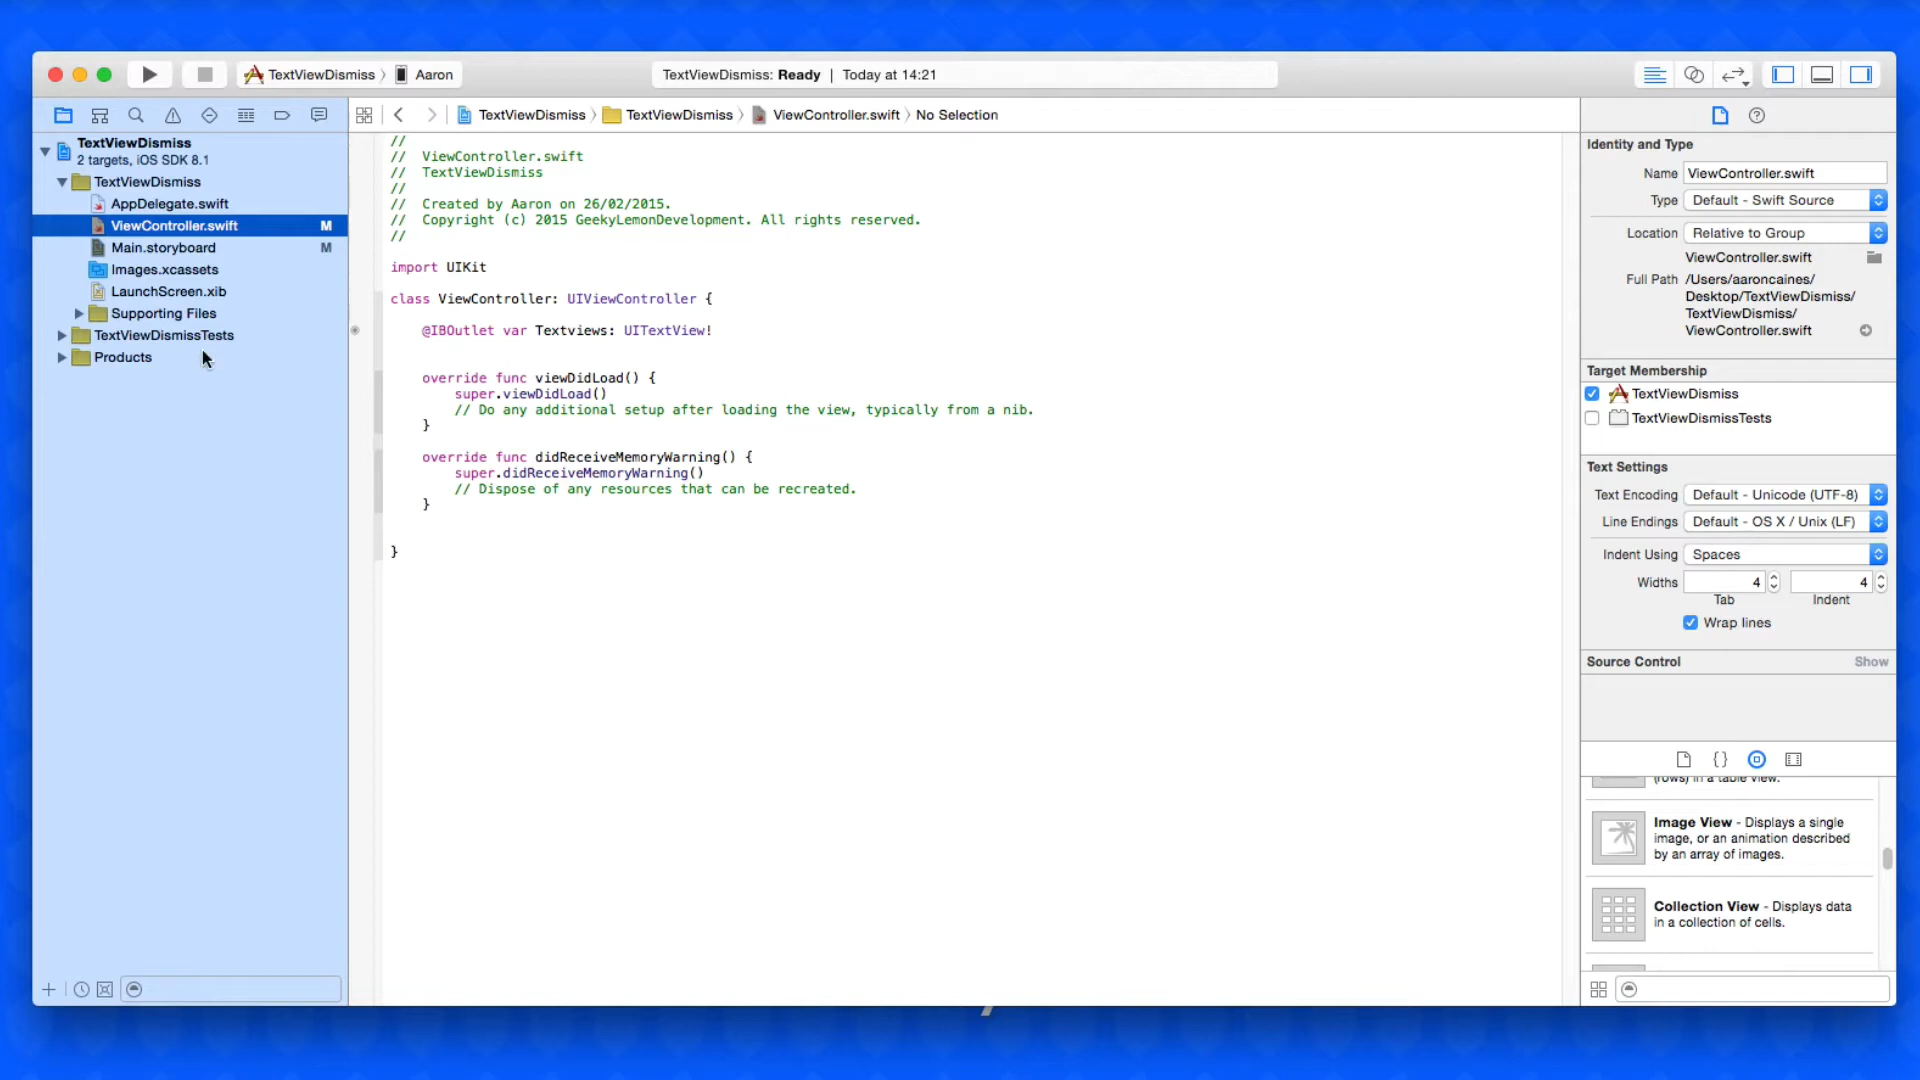 TextViewDismiss
Aaron
TextViewDismiss: Ready | Today at 14:21
TextViewDismiss
2 targets, iOS SDK 8.1
TextViewDismiss
AppDelegate.swift
ViewController.swift M
Main.storyboard M
Images.xcassets
LaunchScreen.xib
Supporting Files
TextViewDismissTests
Products
TextViewDismiss
TextViewDismiss
ViewController.swift
No Selection
//
// ViewController.swift
// TextViewDismiss
//
// Created by Aaron on 26/02/2015.
// Copyright (c) 2015 GeekyLemonDevelopment. All rights reserved.
//
import UIKit
class ViewController: UIViewController {
@IBOutlet var Textviews: UITextView!
override func viewDidLoad() {
super.viewDidLoad()
// Do any additional setup after loading the view, typically from a nib.
}
override func didReceiveMemoryWarning() {
super.didReceiveMemoryWarning()
// Dispose of any resources that can be recreated.
}
}
Identity and Type
Name ViewController.swift
Type Default - Swift Source
Location Relative to Group
ViewController.swift
Full Path /Users/aaroncaines/
Desktop/TextViewDismiss/
TextViewDismiss/
ViewController.swift
Target Membership
TextViewDismiss
TextViewDismissTests
Text Settings
Text Encoding Default - Unicode (UTF-8)
Line Endings Default - OS X / Unix (LF)
Indent Using Spaces
Widths 4 4
Tab Indent
Wrap lines
Source Control Show
{}
(rows) in a table view.
Image View - Displays a single
image, or an animation described
by an array of images.
Collection View - Displays data
in a collection of cells.